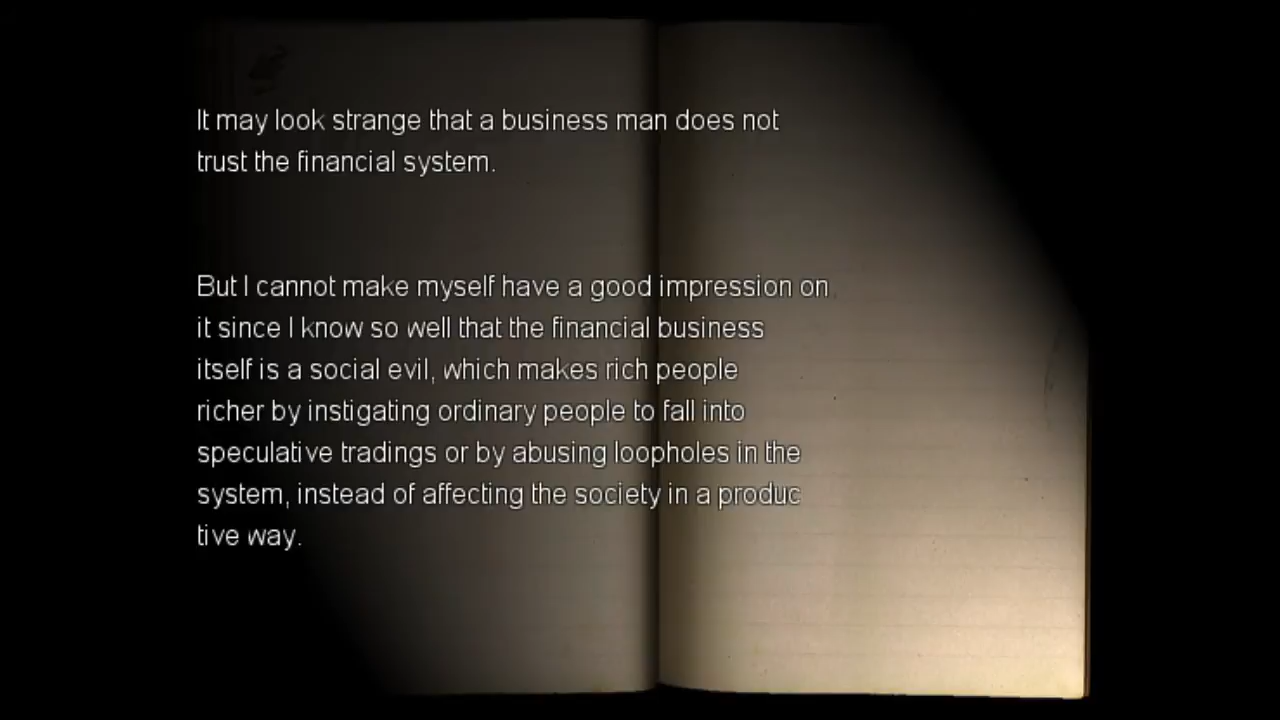 It may look strange that a business man does not
trust the financial system.
But I cannot make myself have a good impression on
it since I know so well that the financial business
itself is a social evil, which makes rich people
richer by instigating ordinary people to fall into
speculative tradings or by abusing loopholes in the
system, instead of affecting the society in a produc
tive way.